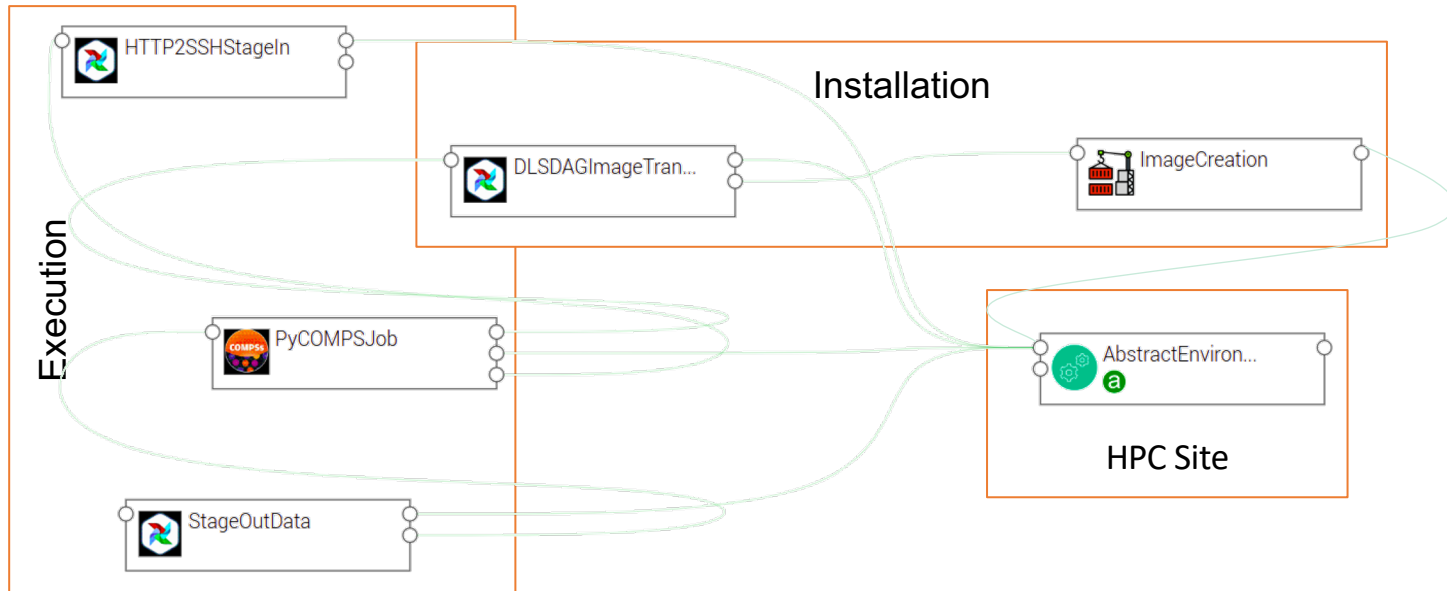 HTTP2SSHStageIn
Installation
DLSDAGImageTran...
ImageCreation
Execution
PyCOMPSJob
COMPSs
AbstractEnviron...
a
HPC Site
StageOutData